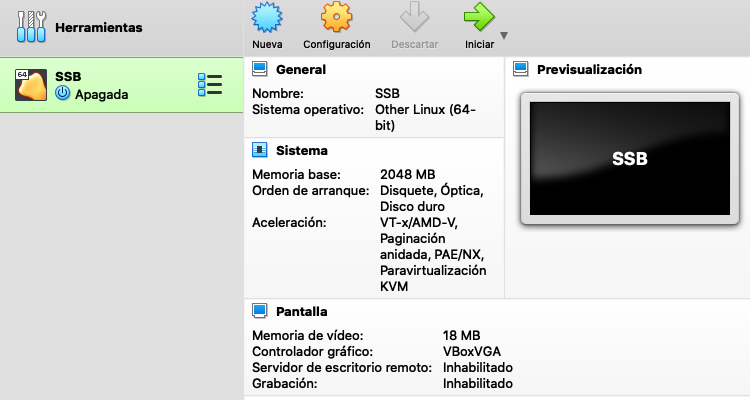 Herramientas
Nueva
Configuración
Descartar
Iniciar
64
SSB
Apagada
General
Nombre: SSB
Sistema operativo: Other Linux (64-
bit)
Sistema
Memoria base: 2048 MB
Orden de arranque: Disquete, Óptica,
Disco duro
Aceleración: VT-x/AMD-V,
Paginación
anidada, PAE/NX,
Paravirtualización
KVM
Previsualización
SSB
Pantalla
Memoria de vídeo: 18 MB
Controlador gráfico: VBoxVGA
Servidor de escritorio remoto: Inhabilitado
Grabación: Inhabilitado